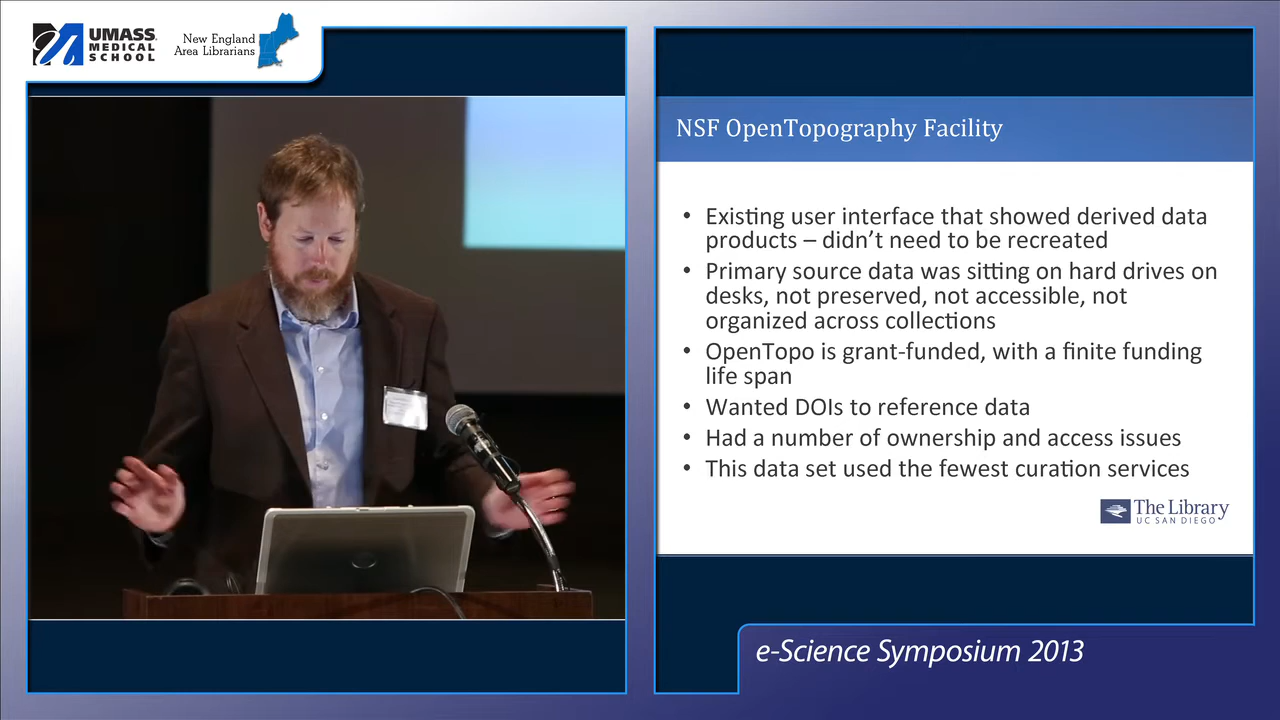 UMASS
MEDICAL
SCHOOL
New England
Area Librarians
NSF OpenTopography Facility
• Existing user interface that showed derived data
products – didn't need to be recreated
• Primary source data was sitting on hard drives on
desks, not preserved, not accessible, not
organized across collections
• OpenTopo is grant-funded, with a finite funding
life span
• Wanted DOIs to reference data
• Had a number of ownership and access issues
• This data set used the fewest curation services
The Library
UC SAN DIEGO
e-Science Symposium 2013